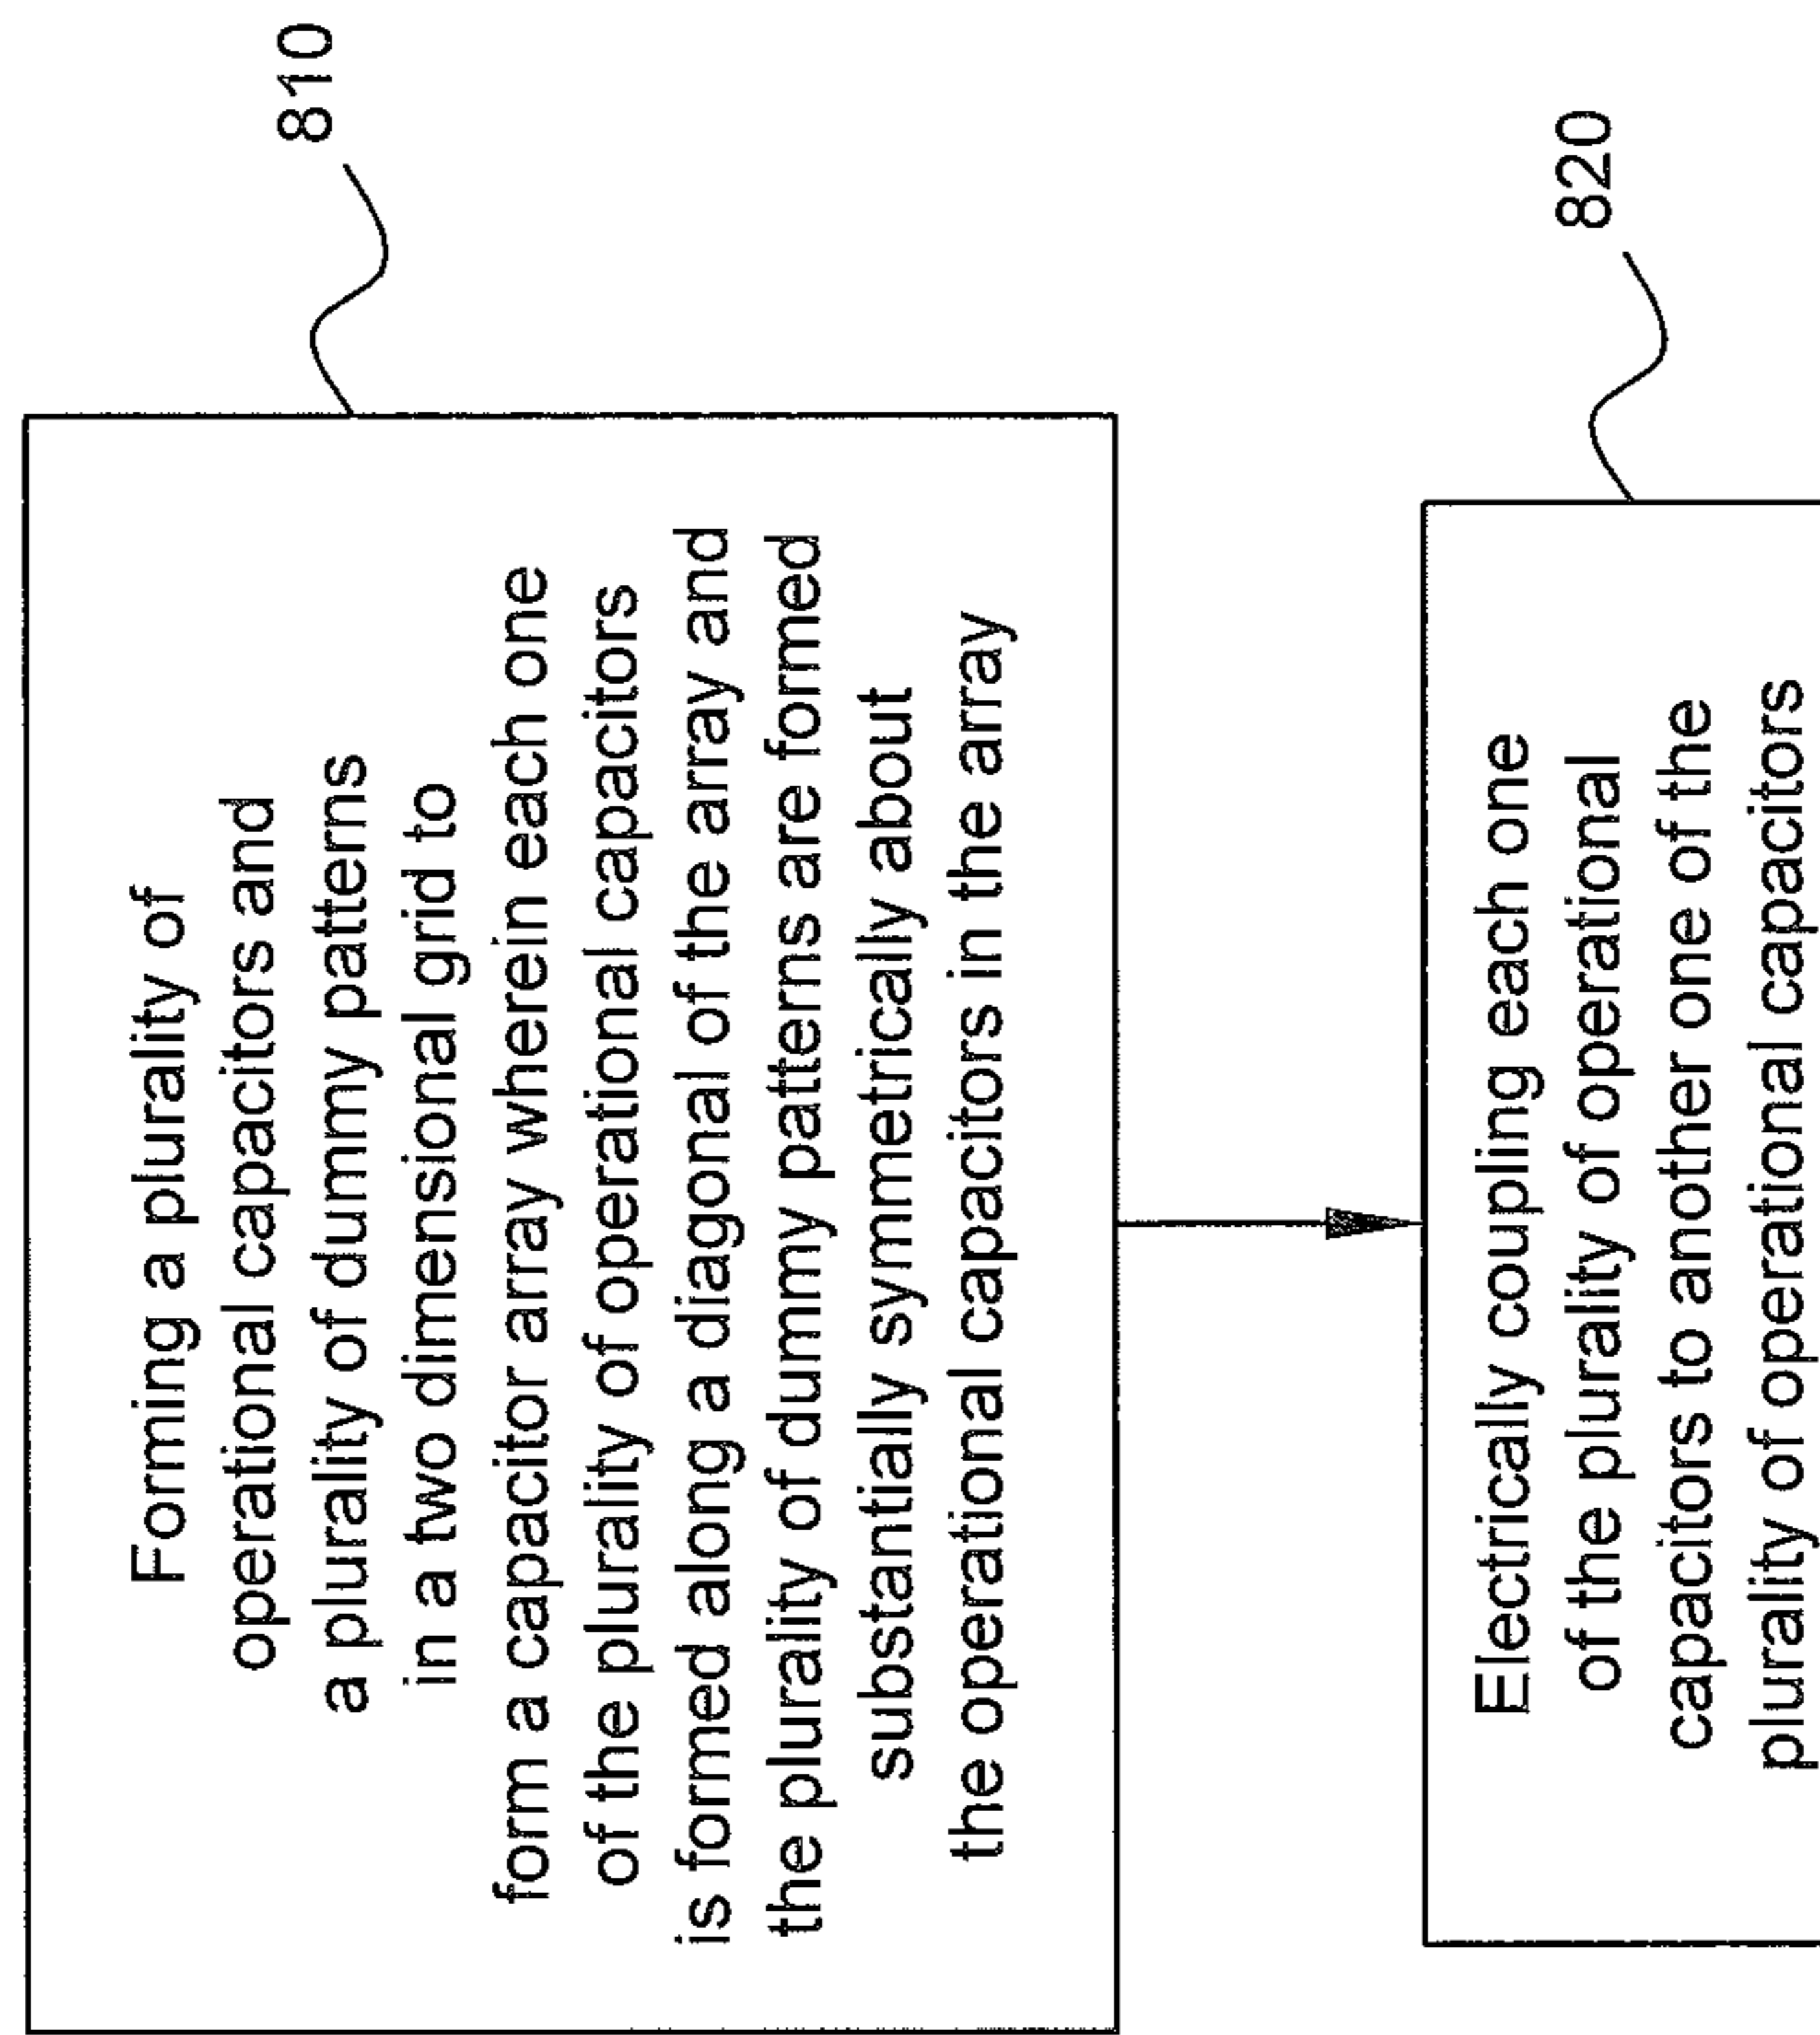 Forming a plurality of
operational capacitors and
a plurality of dummy patterns
in a two dimensional grid to
form a capacitor array wherein each one
of the plurality of operational capacitors
is formed along a diagonal of the array and
the plurality of dummy patterns are formed
substantially symmetrically about
the operational capacitors in the array
810
Electrically coupling each one
of the plurality of operational
capacitors to another one of the
plurality of operational capacitors
820